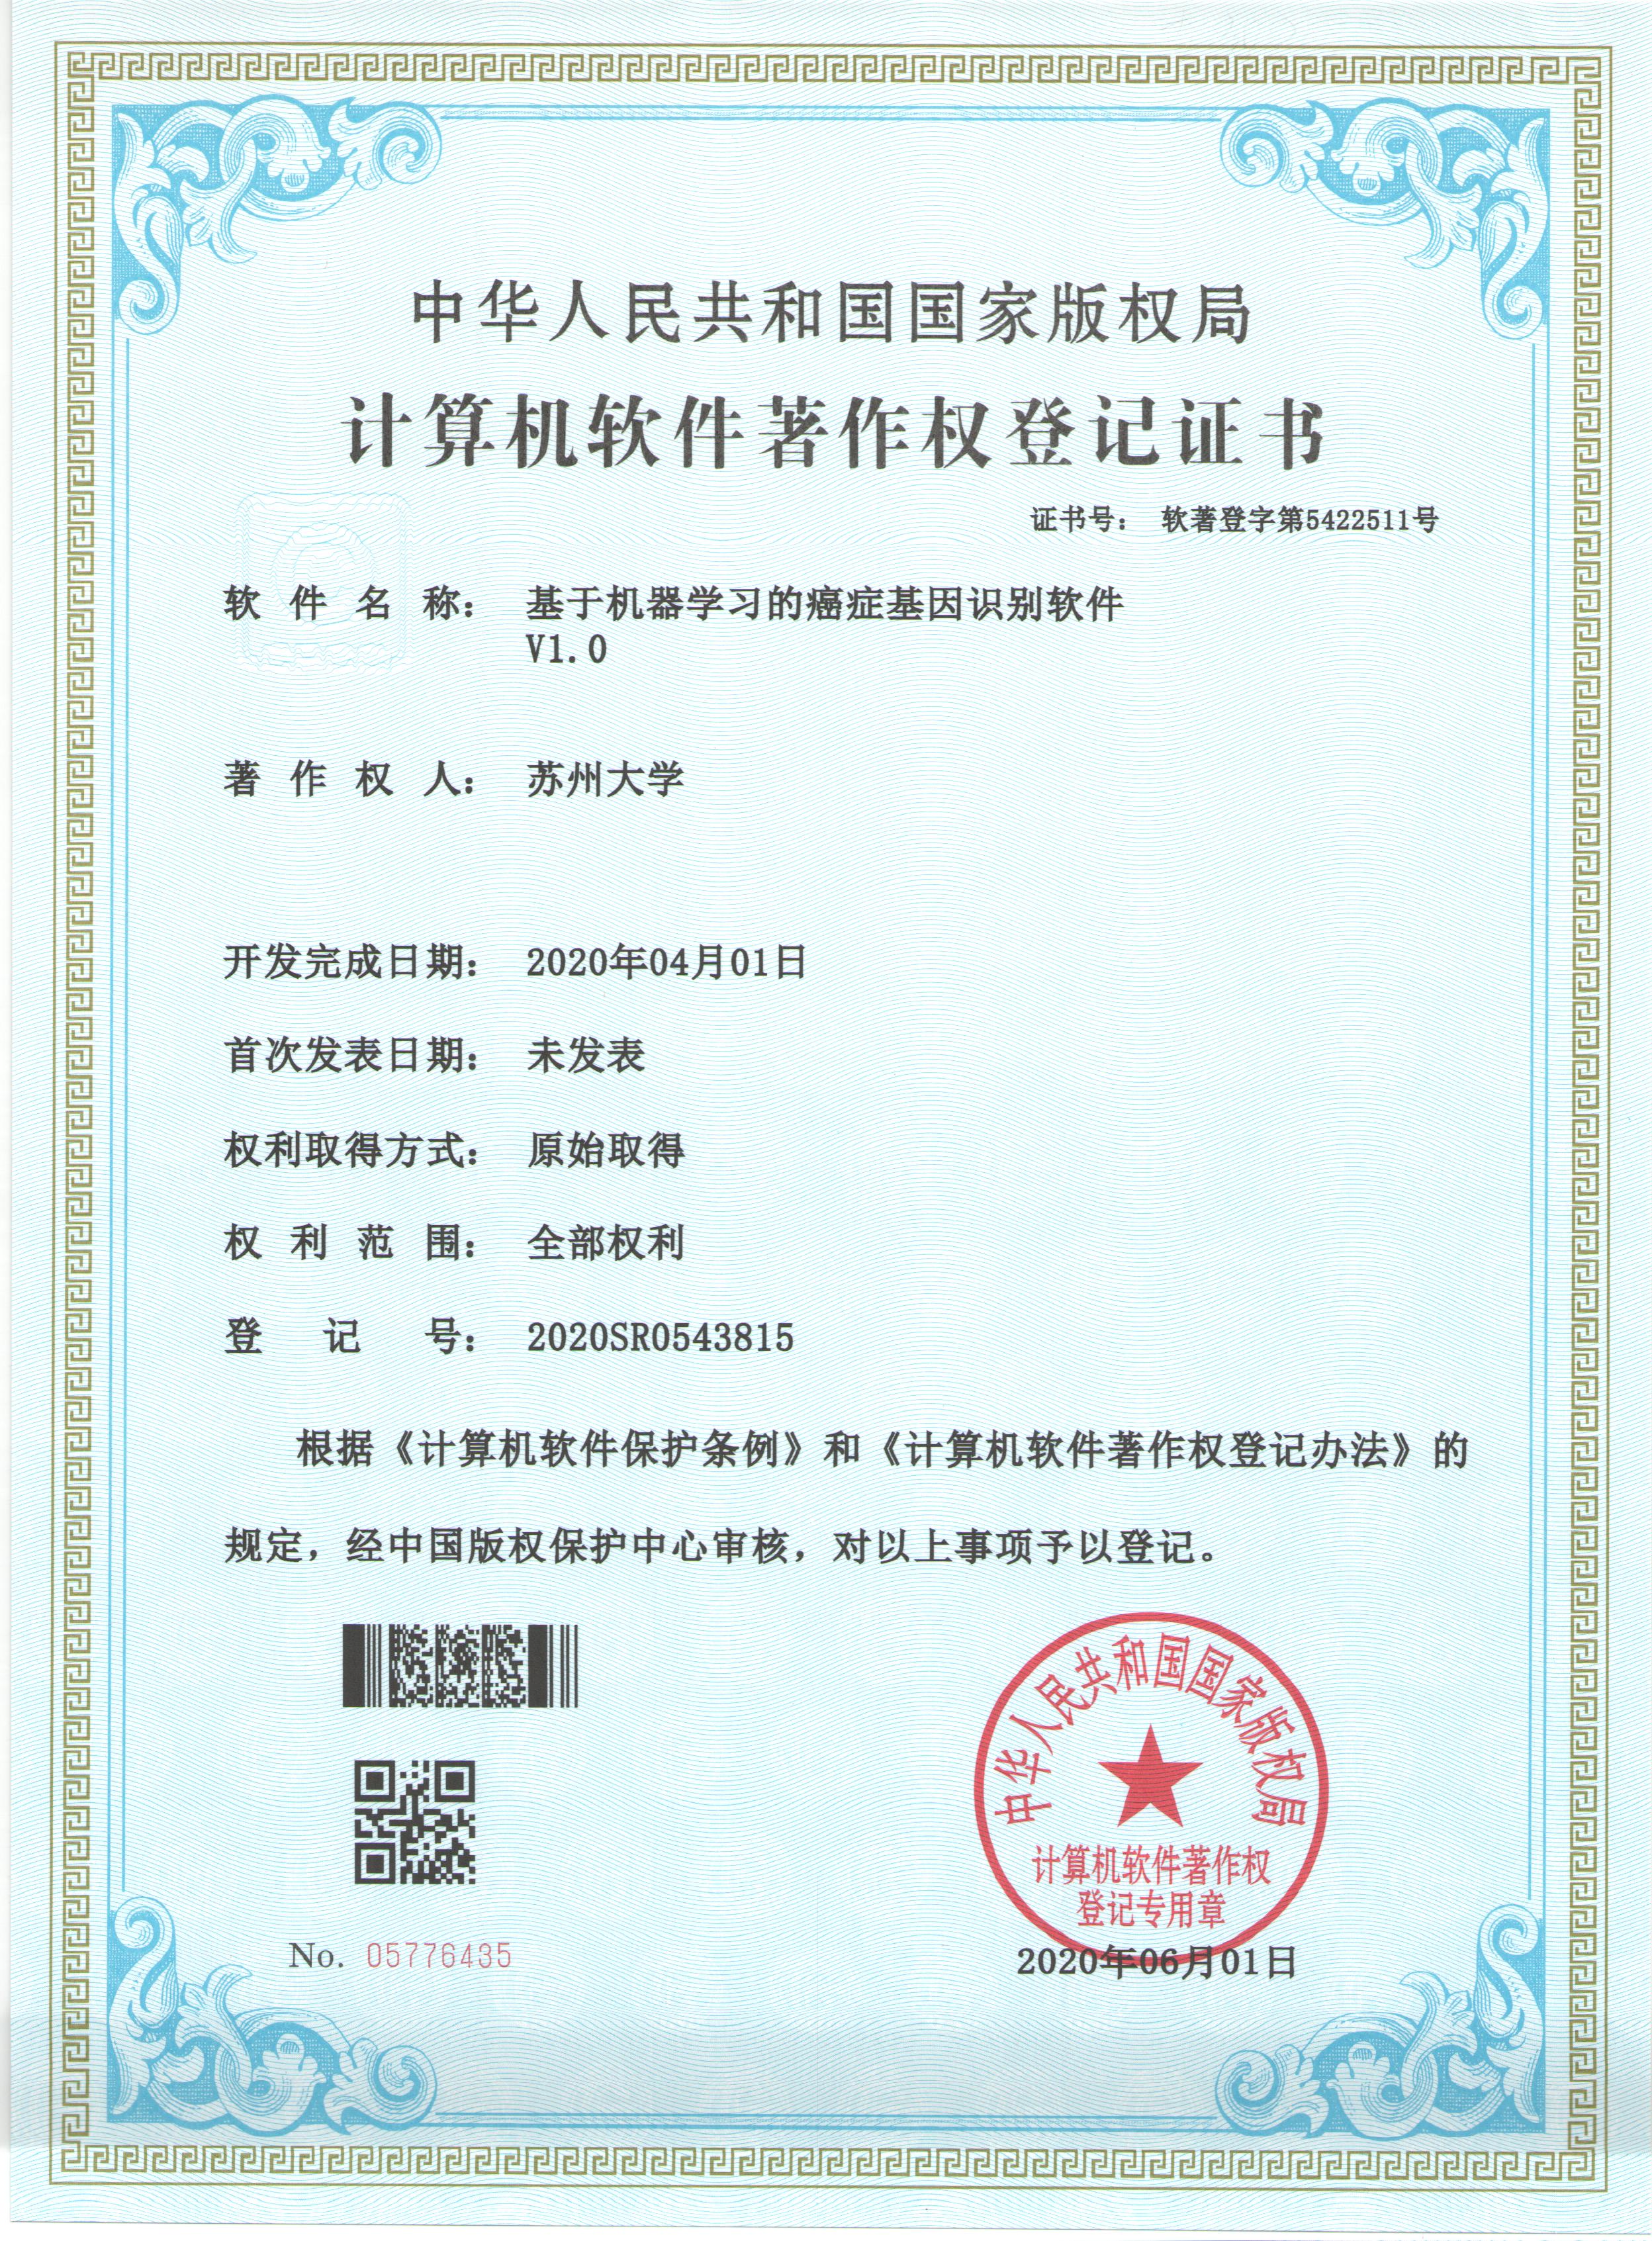 中华人民共和国国家版权局
计算机软件著作权登记证书
证书号： 软著登字第5422511号
软件名称： 基于机器学习的癌症基因识别软件
V1.0
著作权人： 苏州大学
开发完成日期： 2020年04月01日
首次发表日期： 未发表
权利取得方式： 原始取得
权利范围： 全部权利
登记号： 2020SR0543815
根据《计算机软件保护条例》和《计算机软件著作权登记办法》的
规定，经中国版权保护中心审核，对以上事项予以登记。
中华人民共和国国家版权局
计算机软件著作权
登记专用章
No. 05776435
2020年06月01日